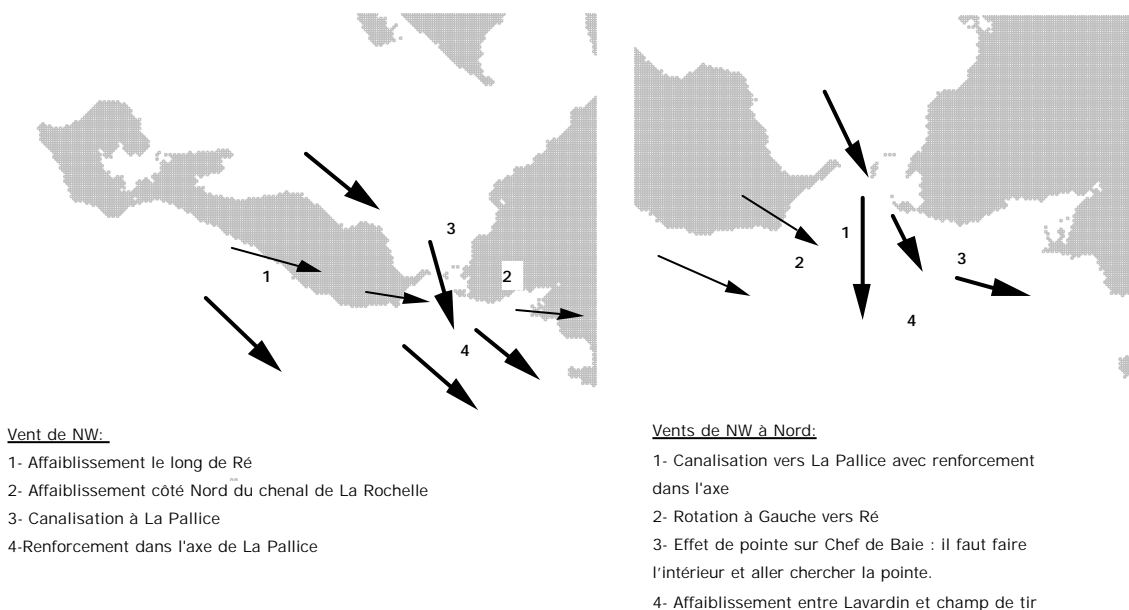 3
1
2
4
Vent de NW:
1- Affaiblissement le long de Ré
2- Affaiblissement côté Nord du chenal de La Rochelle
3- Canalisation à La Pallice
4-Renforcement dans l'axe de La Pallice
1
2
3
4
Vents de NW à Nord:
1- Canalisation vers La Pallice avec renforcement
dans l'axe
2- Rotation à Gauche vers Ré
3- Effet de pointe sur Chef de Baie : il faut faire
l'intérieur et aller chercher la pointe.
4- Affaiblissement entre Lavardin et champ de tir